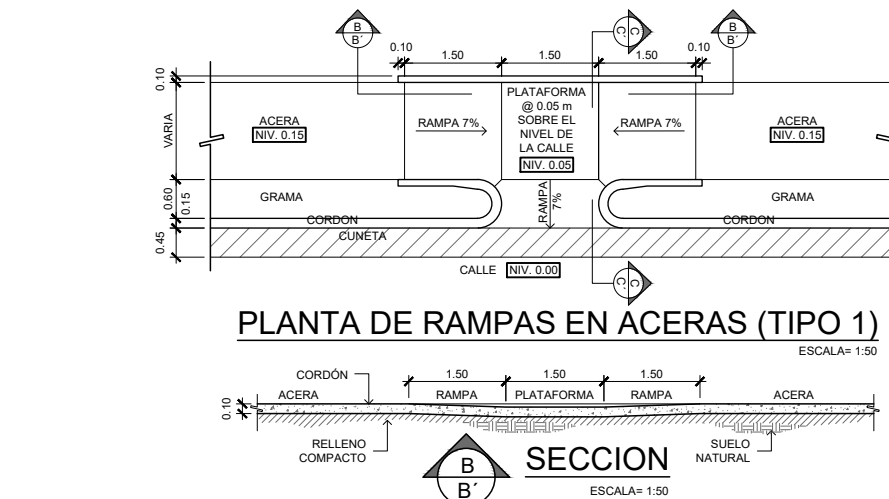 B
B´
C
C'
B
B´
0.10
1.50
1.50
1.50
0.10
0.10
VARIA
0.60
0.15
0.45
ACERA
NIV. 0.15
RAMPA 7%
PLATAFORMA
@ 0.05 m
SOBRE EL
NIVEL DE
LA CALLE
NIV. 0.05
RAMPA 7%
ACERA
NIV. 0.15
GRAMA
RAMPA
7%
GRAMA
CORDON
CORDON
CUNETA
CALLE
NIV. 0.00
C
C'
PLANTA DE RAMPAS EN ACERAS (TIPO 1)
ESCALA= 1:50
CORDÓN
1.50
1.50
1.50
ACERA
RAMPA
PLATAFORMA
RAMPA
ACERA
0.10
RELLENO
COMPACTO
SUELO
NATURAL
B
B´
SECCION
ESCALA= 1:50